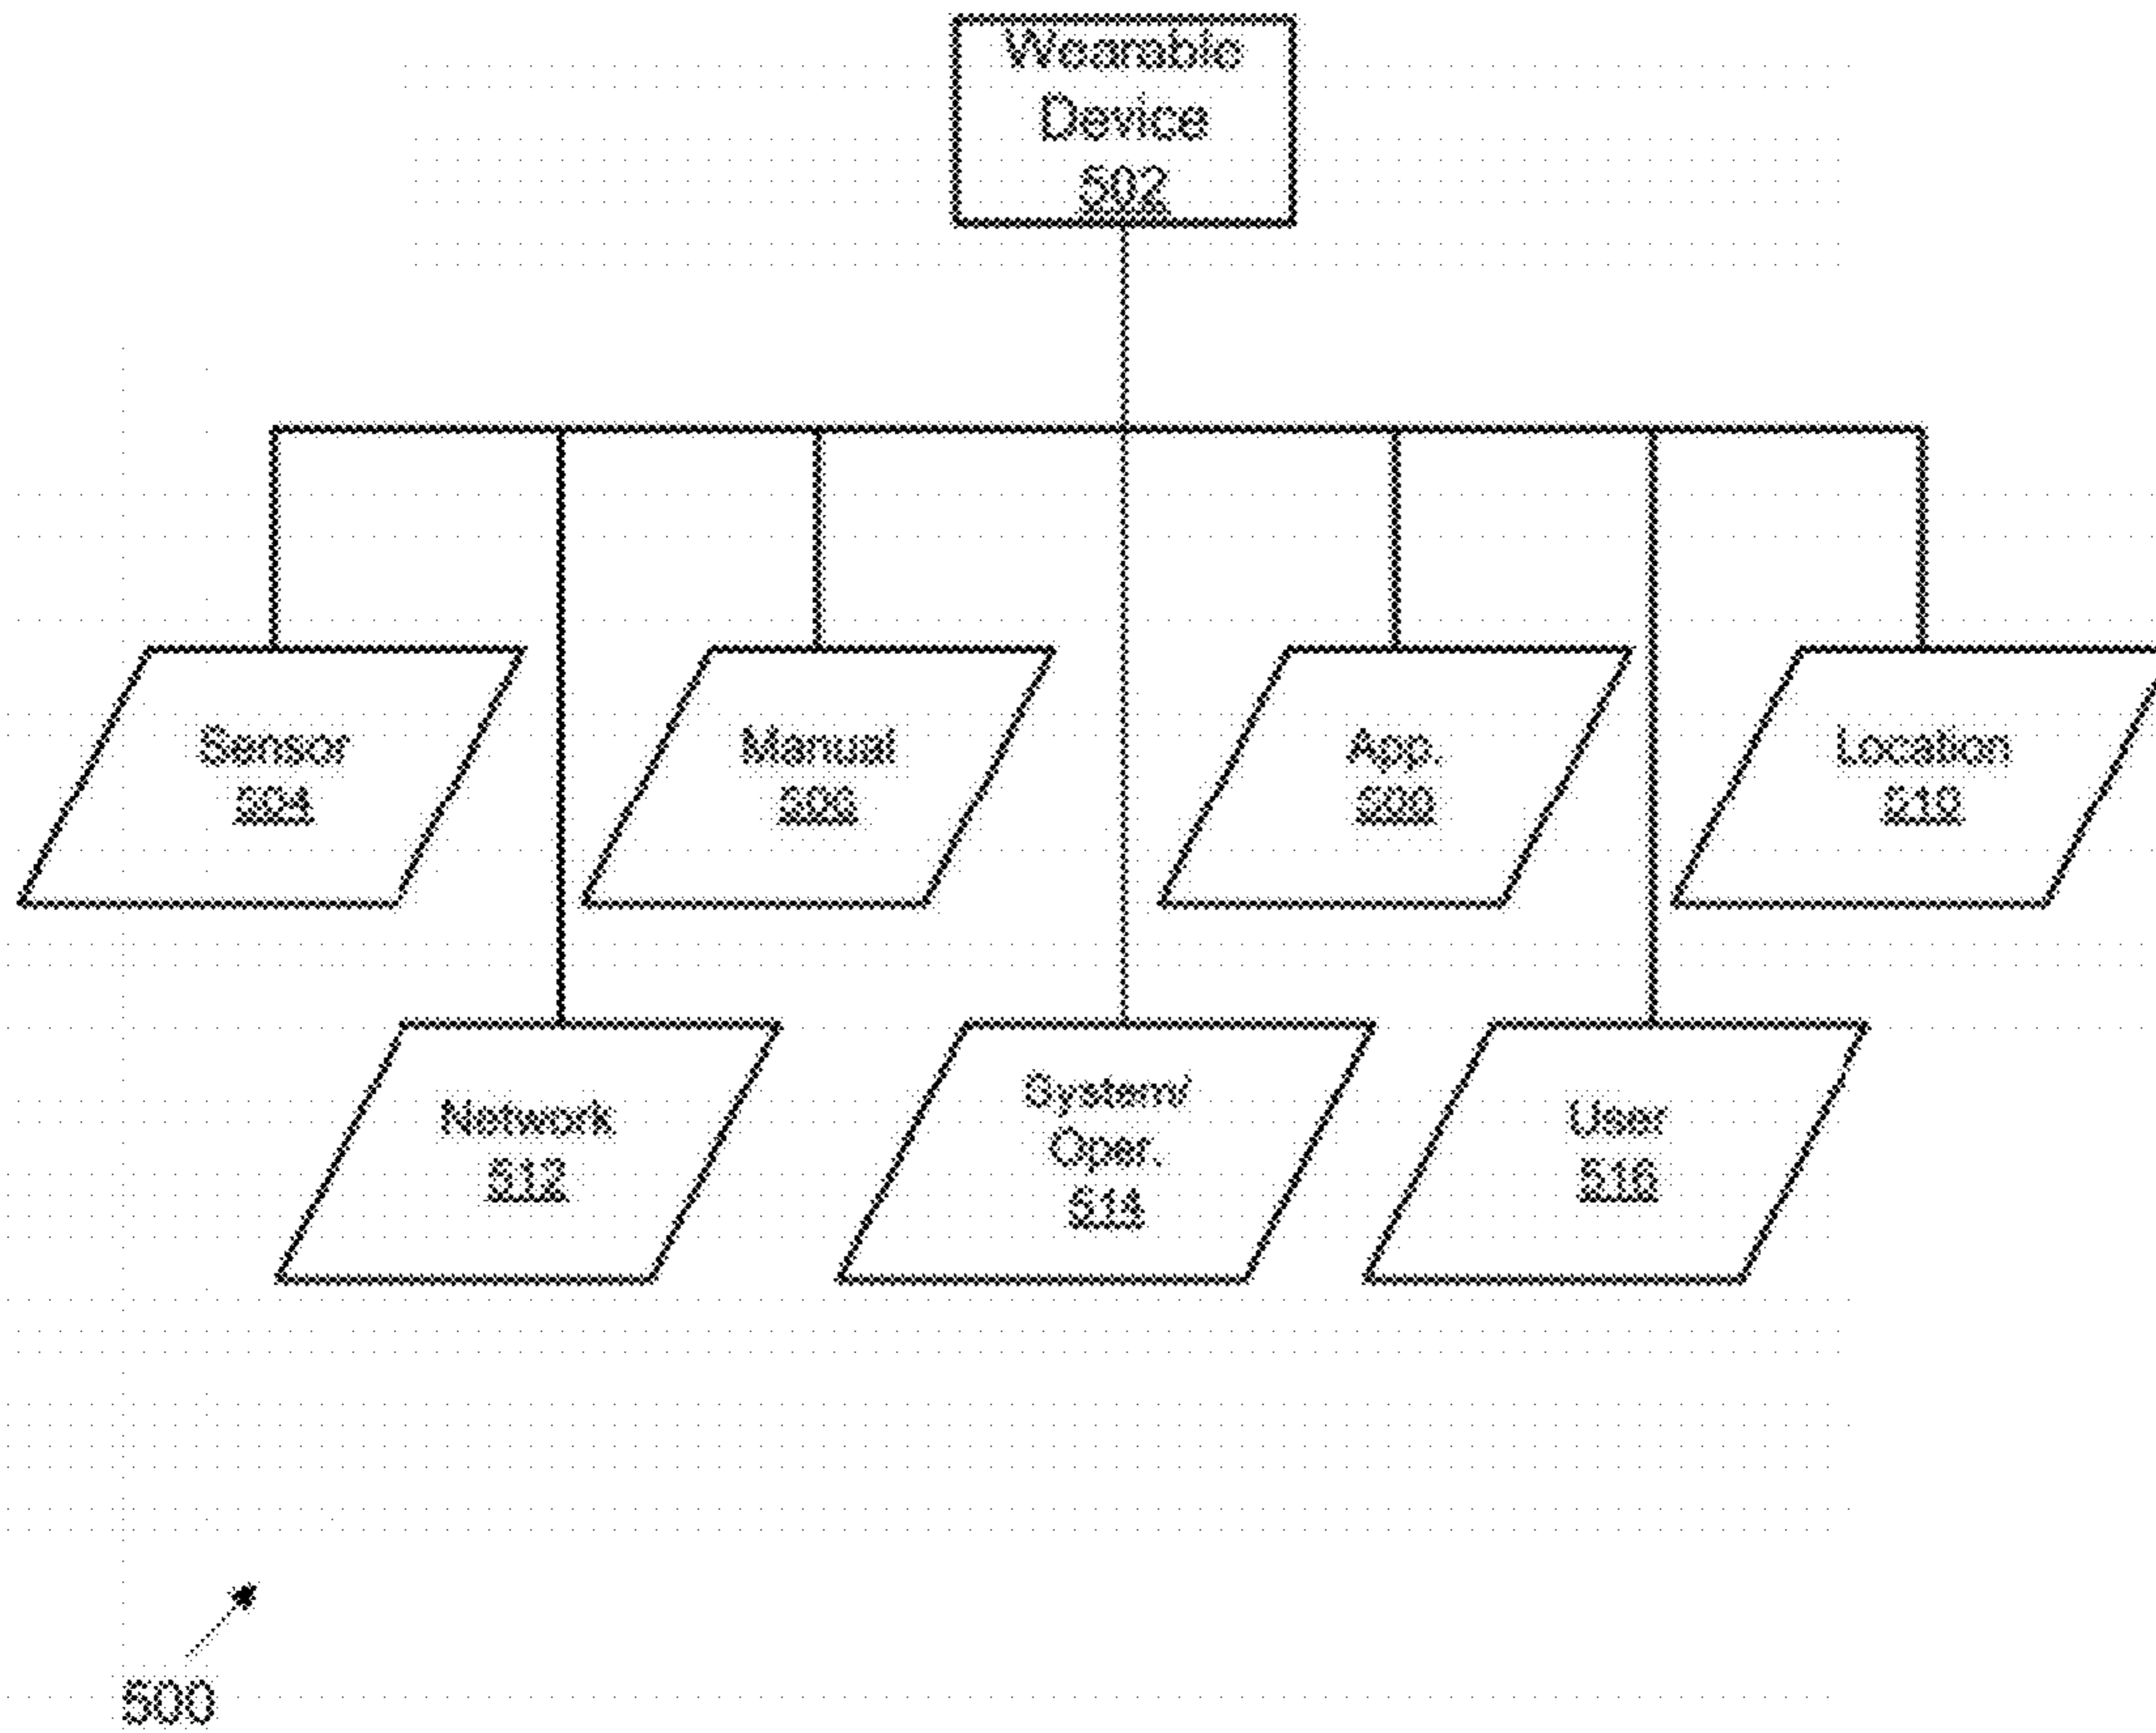 Wearable
Device
502
Sensor
504
Manual
506
App.
508
Location
510
Network
512
System/
Oper.
514
User
516
500